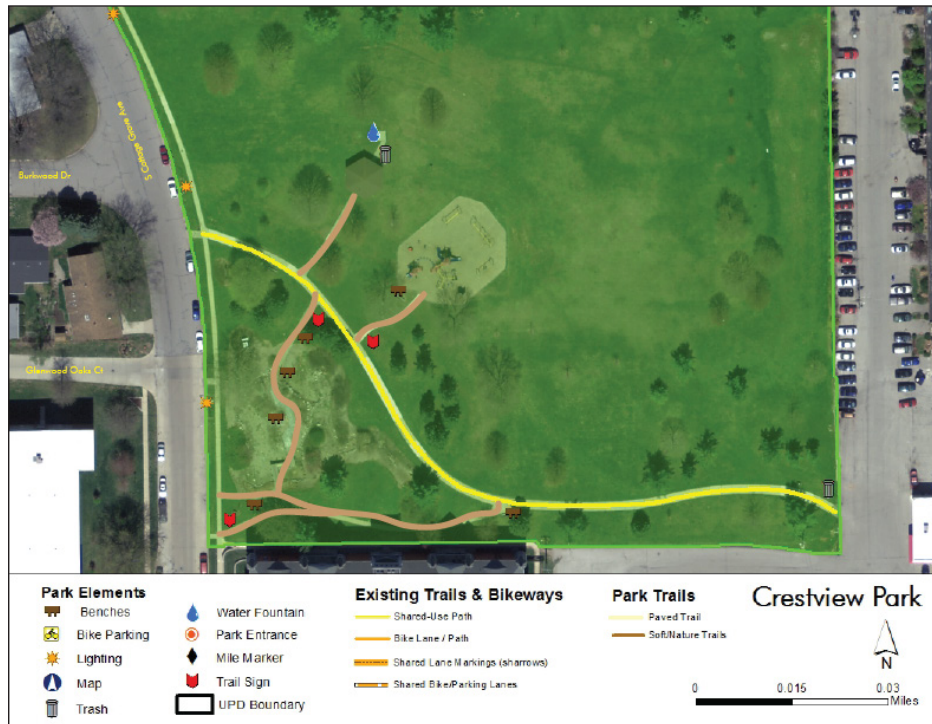 S Cottage Grove Ave
Burkwood Dr
Glenwood Oaks Ct
Park Elements
Benches
Bike Parking
Lighting
Map
Trash
Water Fountain
Park Entrance
Mile Marker
Trail Sign
UPD Boundary
Existing Trails & Bikeways
Shared-Use Path
Bike Lane / Path
Shared Lane Markings (sharrows)
Shared Bike/Parking Lanes
Park Trails
Paved Trail
Soft/Nature Trails
Crestview Park
N
0 0.015 0.03
Miles